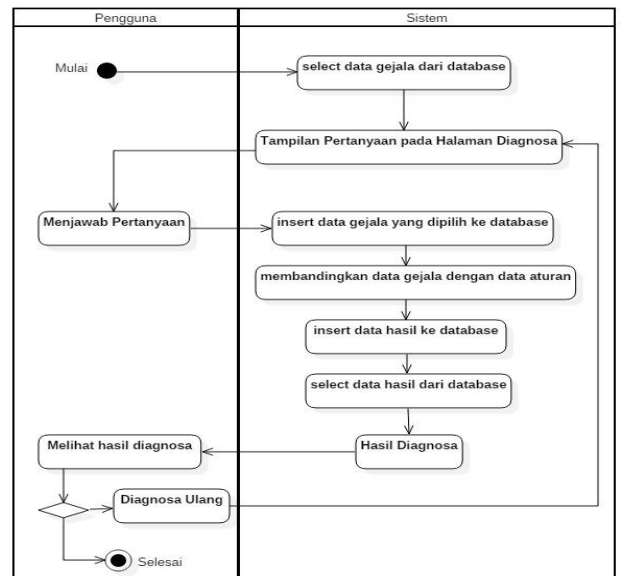 Pengguna
Sistem
Mulai
select data gejala dari database
Tampilan Pertanyaan pada Halaman Diagnosa
Menjawab Pertanyaan
insert data gejala yang dipilih ke database
membandingkan data gejala dengan data aturan
insert data hasil ke database
select data hasil dari database
Melihat hasil diagnosa
Hasil Diagnosa
Diagnosa Ulang
Selesai